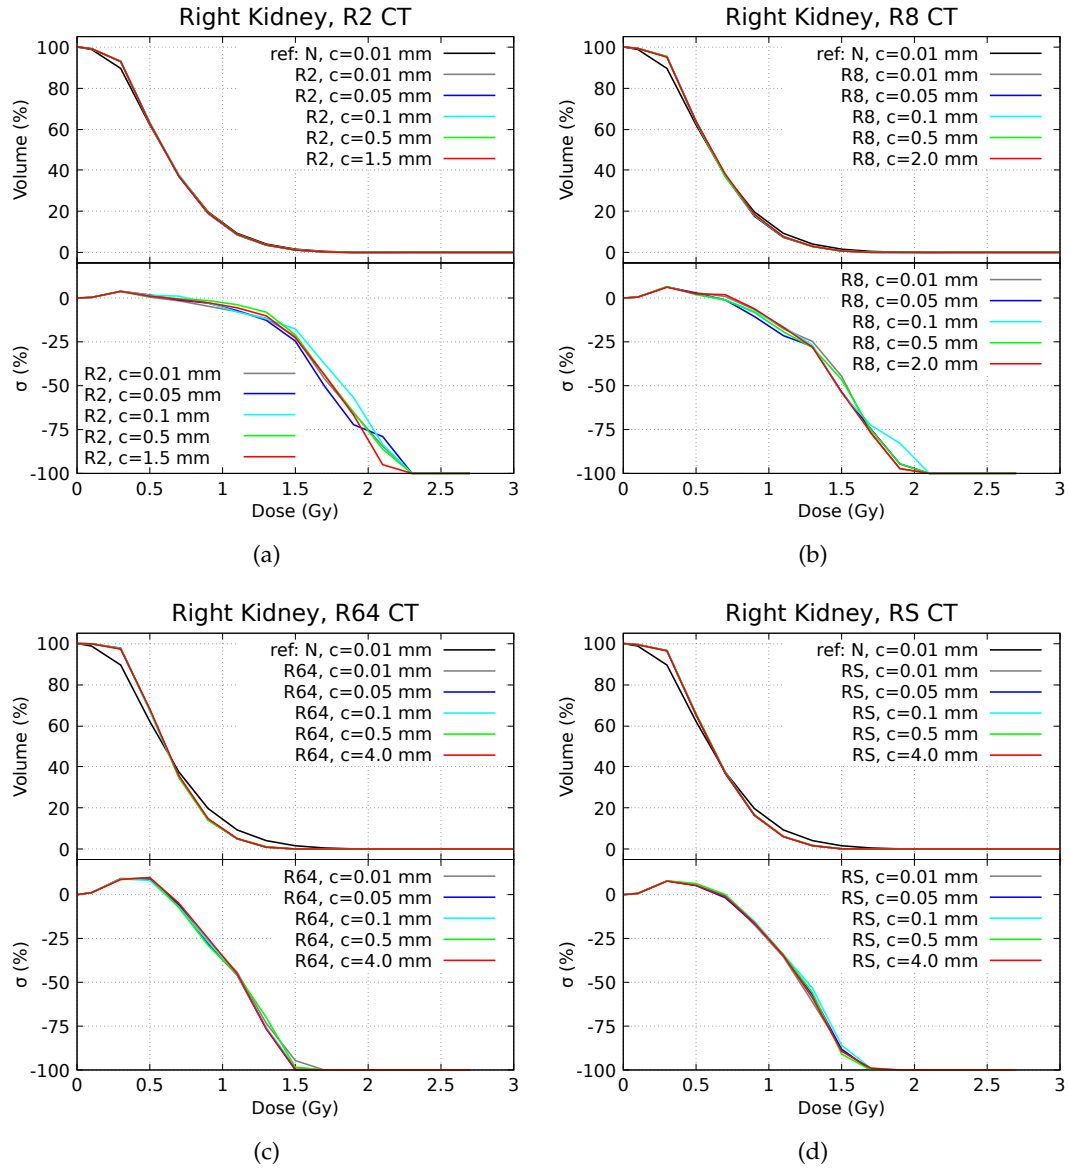 Right Kidney, R2 CT
Volume (%)
100
80
60
40
20
0
ref: N, c=0.01 mm
R2, c=0.01 mm
R2, c=0.05 mm
R2, c=0.1 mm
R2, c=0.5 mm
R2, c=1.5 mm
σ (%)
0
-25
-50
-75
-100
R2, c=0.01 mm
R2, c=0.05 mm
R2, c=0.1 mm
R2, c=0.5 mm
R2, c=1.5 mm
0 0.5 1 1.5 2 2.5 3
Dose (Gy)
(a)
Right Kidney, R8 CT
Volume (%)
100
80
60
40
20
0
ref: N, c=0.01 mm
R8, c=0.01 mm
R8, c=0.05 mm
R8, c=0.1 mm
R8, c=0.5 mm
R8, c=2.0 mm
σ (%)
0
-25
-50
-75
-100
R8, c=0.01 mm
R8, c=0.05 mm
R8, c=0.1 mm
R8, c=0.5 mm
R8, c=2.0 mm
0 0.5 1 1.5 2 2.5 3
Dose (Gy)
(b)
Right Kidney, R64 CT
Volume (%)
100
80
60
40
20
0
ref: N, c=0.01 mm
R64, c=0.01 mm
R64, c=0.05 mm
R64, c=0.1 mm
R64, c=0.5 mm
R64, c=4.0 mm
σ (%)
0
-25
-50
-75
-100
R64, c=0.01 mm
R64, c=0.05 mm
R64, c=0.1 mm
R64, c=0.5 mm
R64, c=4.0 mm
0 0.5 1 1.5 2 2.5 3
Dose (Gy)
(c)
Right Kidney, RS CT
Volume (%)
100
80
60
40
20
0
ref: N, c=0.01 mm
RS, c=0.01 mm
RS, c=0.05 mm
RS, c=0.1 mm
RS, c=0.5 mm
RS, c=4.0 mm
σ (%)
0
-25
-50
-75
-100
RS, c=0.01 mm
RS, c=0.05 mm
RS, c=0.1 mm
RS, c=0.5 mm
RS, c=4.0 mm
0 0.5 1 1.5 2 2.5 3
Dose (Gy)
(d)